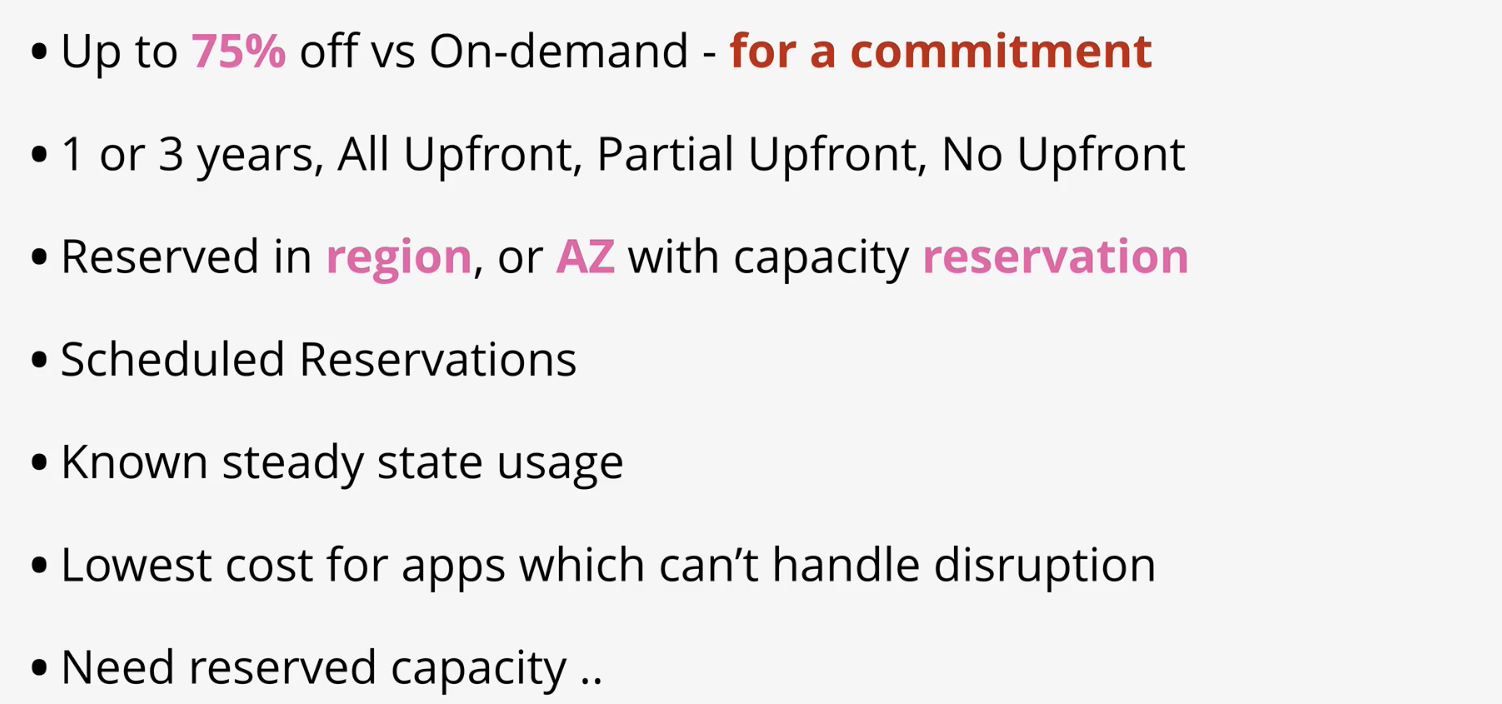 • Up to 75% off vs On-demand - for a commitment
• 1 or 3 years, All Upfront, Partial Upfront, No Upfront
• Reserved in region, or AZ with capacity reservation
• Scheduled Reservations
• Known steady state usage
• Lowest cost for apps which can’t handle disruption
• Need reserved capacity ..